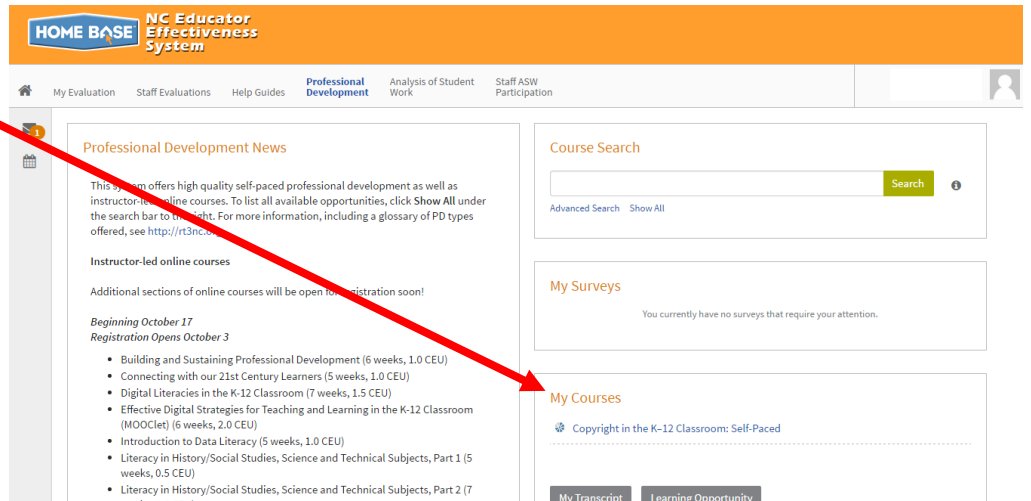 HOME BASE
NC Educator
Effectiveness
System
My Evaluation
Staff Evaluations
Help Guides
Professional
Development
Analysis of Student
Work
Staff ASW
Participation
1
Professional Development News
This system offers high quality self-paced professional development as well as
instructor-led online courses. To list all available opportunities, click Show All under
the search bar to the right. For more information, including a glossary of PD types
offered, see http://rt3nc.o
Instructor-led online courses
Additional sections of online courses will be open for registration soon!
Beginning October 17
Registration Opens October 3
• Building and Sustaining Professional Development (6 weeks, 1.0 CEU)
• Connecting with our 21st Century Learners (5 weeks, 1.0 CEU)
• Digital Literacies in the K-12 Classroom (7 weeks, 1.5 CEU)
• Effective Digital Strategies for Teaching and Learning in the K-12 Classroom
(MOOClet) (6 weeks, 2.0 CEU)
• Introduction to Data Literacy (5 weeks, 1.0 CEU)
• Literacy in History/Social Studies, Science and Technical Subjects, Part 1 (5
weeks, 0.5 CEU)
• Literacy in History/Social Studies, Science and Technical Subjects, Part 2 (7
Course Search
Search
Advanced Search Show All
My Surveys
You currently have no surveys that require your attention.
My Courses
Copyright in the K–12 Classroom: Self-Paced
My Transcript
Learning Opportunity